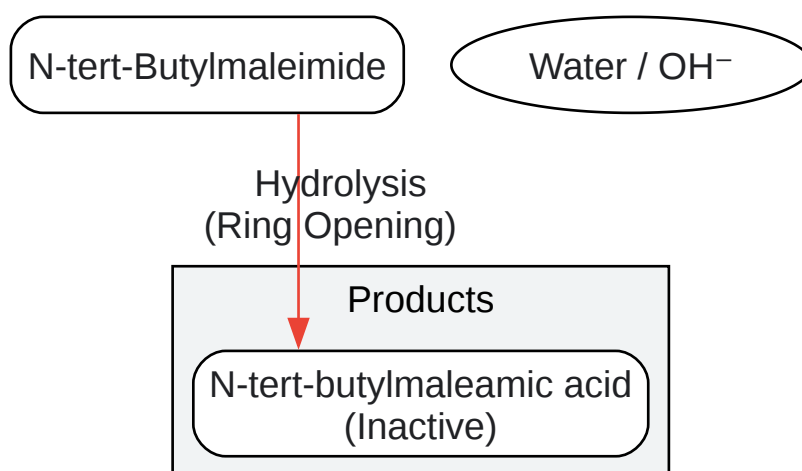 N-tert-Butylmaleimide
Water / OH⁻
Hydrolysis
(Ring Opening)
Products
N-tert-butylmaleamic acid
(Inactive)